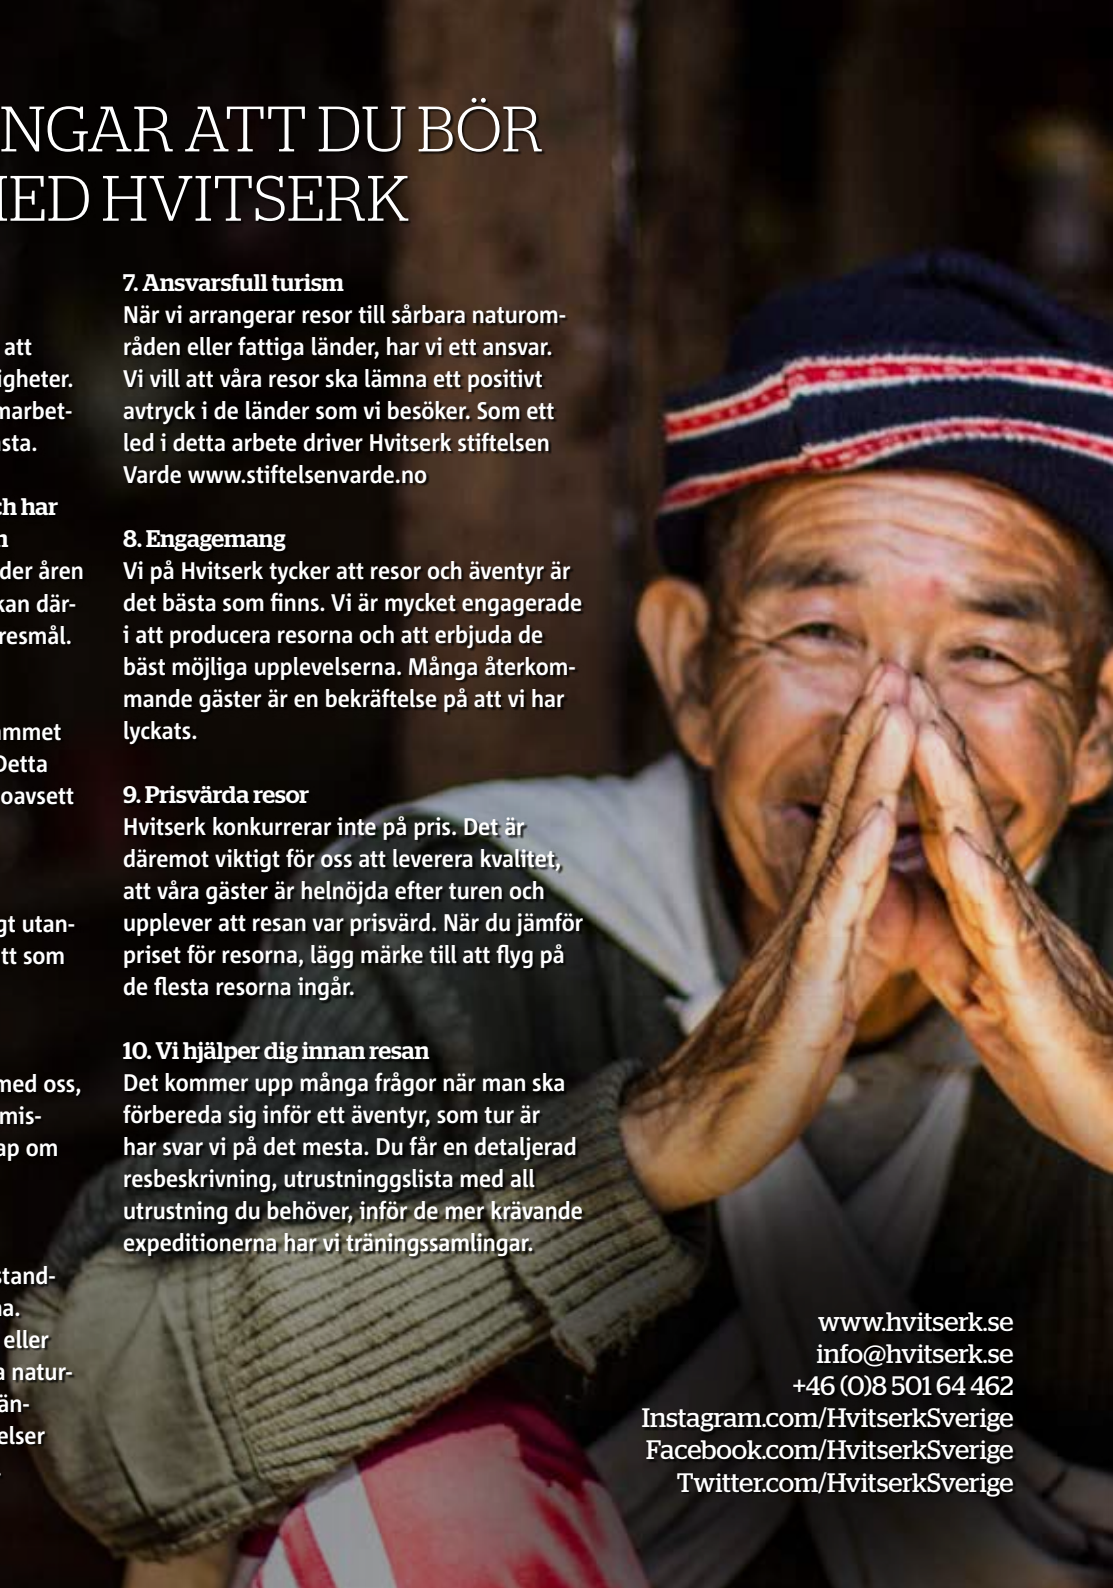 NGAR ATT DU BÖR
MED HVITSERK
att
igheter.
marbet-
sta.
ch har
n
der åren
kan där-
resmål.
ammet
Detta
oavsett
gt utan-
tt som
med oss,
mis-
ap om
stand-
na.
eller
a natur-
än-
elser
.
7. Ansvarsfull turism
När vi arrangerar resor till sårbara naturom-
råden eller fattiga länder, har vi ett ansvar.
Vi vill att våra resor ska lämna ett positivt
avtryck i de länder som vi besöker. Som ett
led i detta arbete driver Hvitserk stiftelsen
Varde www.stiftelsenvarde.no
8. Engagemang
Vi på Hvitserk tycker att resor och äventyr är
det bästa som finns. Vi är mycket engagerade
i att producera resorna och att erbjuda de
bäst möjliga upplevelserna. Många återkom-
mande gäster är en bekräftelse på att vi har
lyckats.
9. Prisvärda resor
Hvitserk konkurrerar inte på pris. Det är
däremot viktigt för oss att leverera kvalitet,
att våra gäster är helnöjda efter turen och
upplever att resan var prisvärd. När du jämför
priset för resorna, lägg märke till att flyg på
de flesta resorna ingår.
10. Vi hjälper dig innan resan
Det kommer upp många frågor när man ska
förbereda sig inför ett äventyr, som tur är
har svar vi på det mesta. Du får en detaljerad
resbeskrivning, utrustninggslista med all
utrustning du behöver, inför de mer krävande
expeditionerna har vi träningssamlingar.
www.hvitserk.se
info@hvitserk.se
+46 (0)8 501 64 462
Instagram.com/HvitserkSverige
Facebook.com/HvitserkSverige
Twitter.com/HvitserkSverige